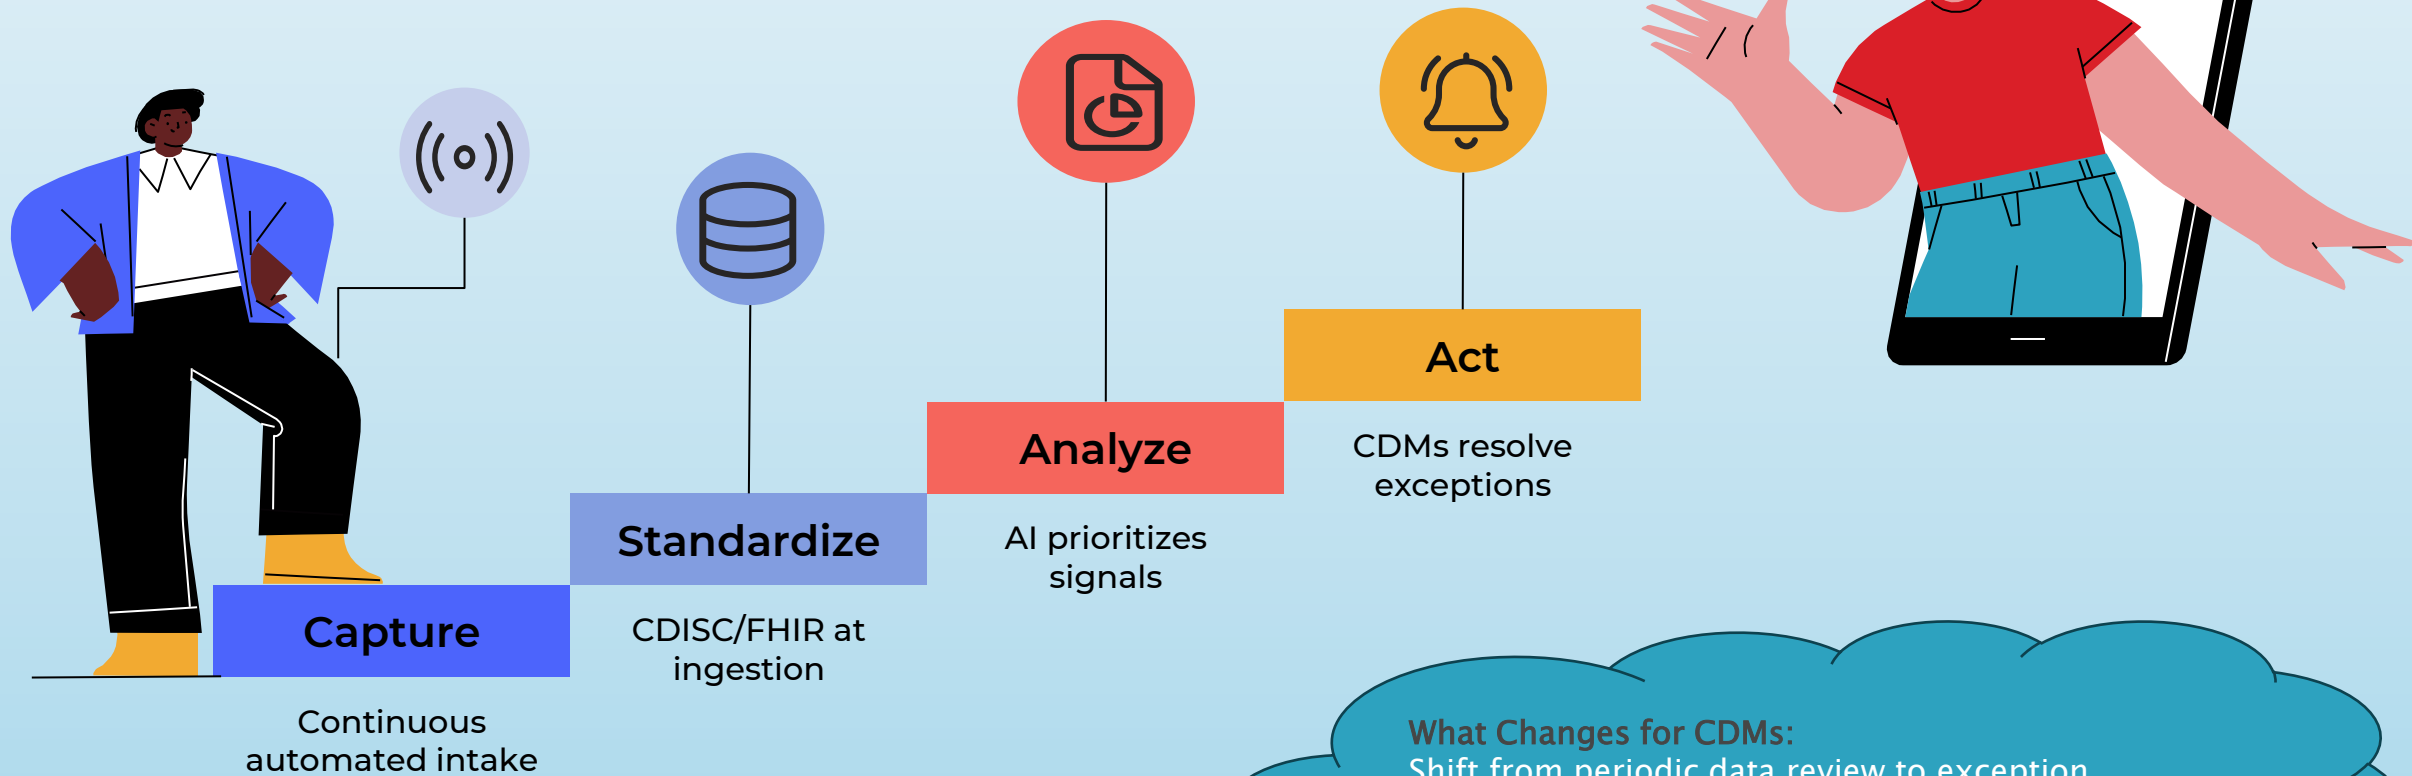 Act
CDMs resolve
exceptions
Analyze
AI prioritizes
signals
Standardize
CDISC/FHIR at
ingestion
Capture
Continuous
automated intake
What Changes for CDMs:
Shift from periodic data review to exception